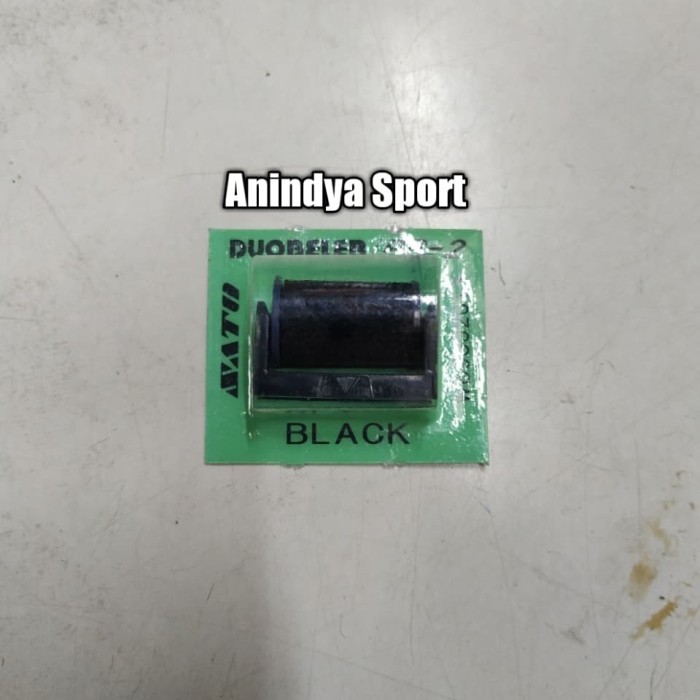 Anindya Sport
DUOBELER
SATO
BLACK